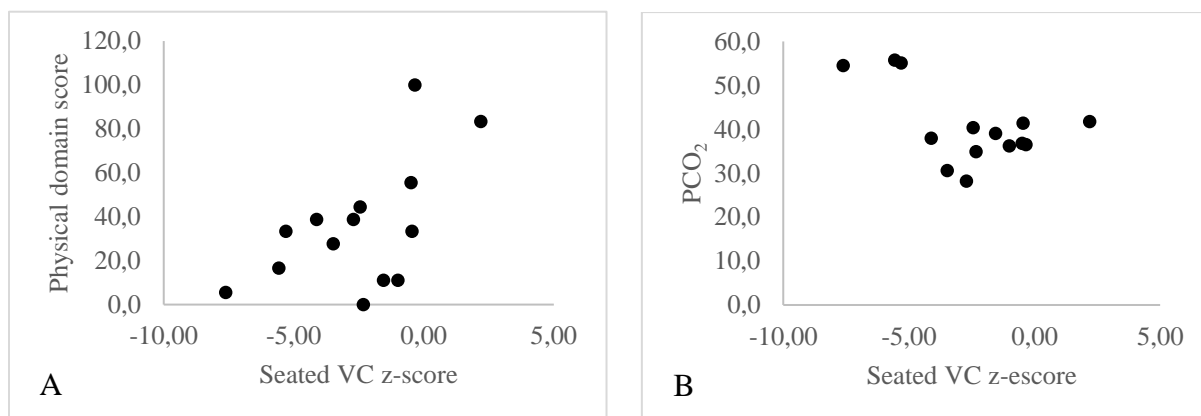 Physical domain score
120,0
100,0
80,0
60,0
40,0
20,0
0,0
-10,00 -5,00 0,00 5,00
Seated VC z-score
A
PCO₂
60,0
50,0
40,0
30,0
20,0
10,0
0,0
-10,00 -5,00 0,00 5,00
Seated VC z-escore
B